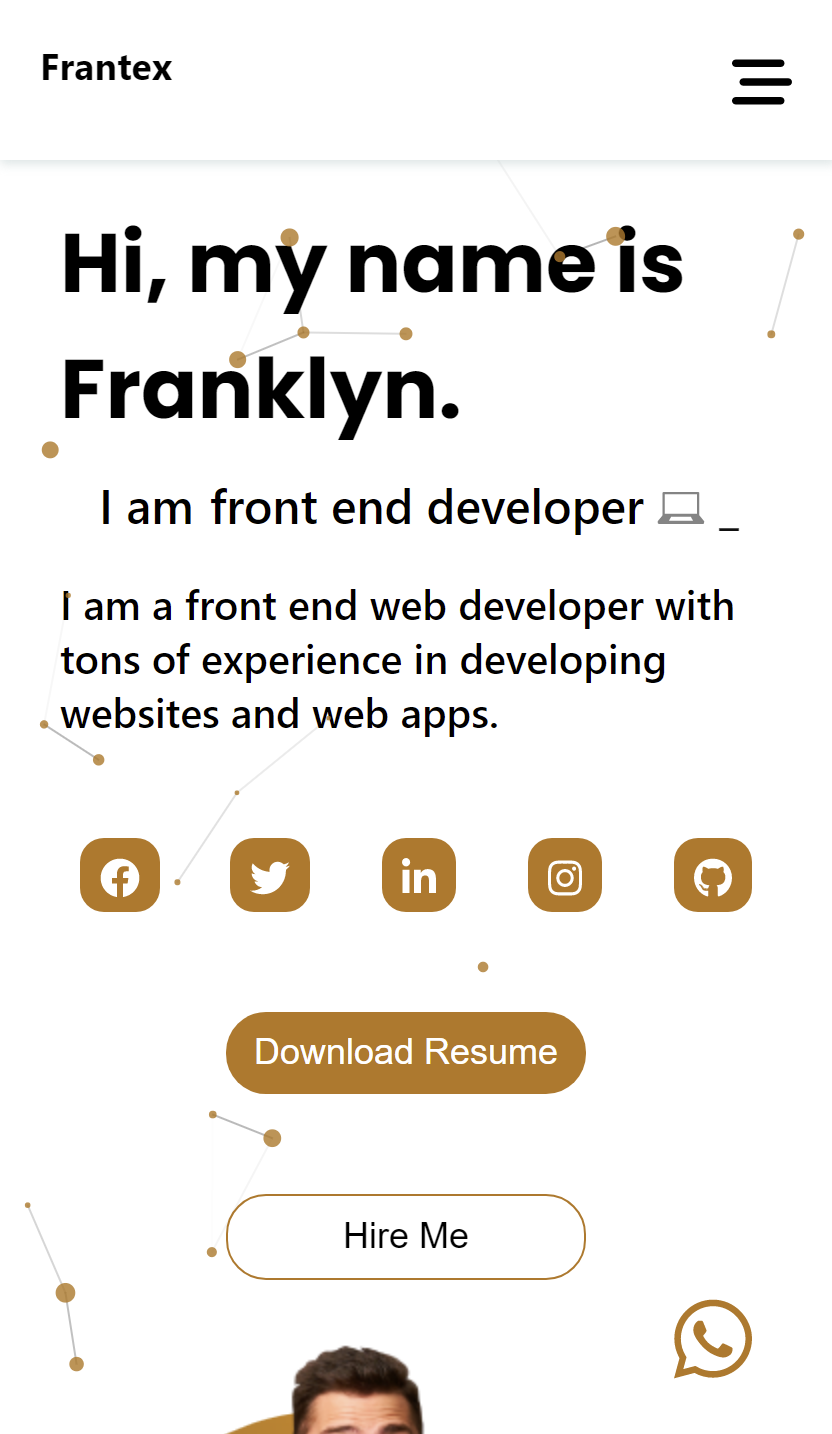 Frantex
Hi, my name is
Franklyn.
I am front end developer 💻 _
I am a front end web developer with
tons of experience in developing
websites and web apps.
Download Resume
Hire Me